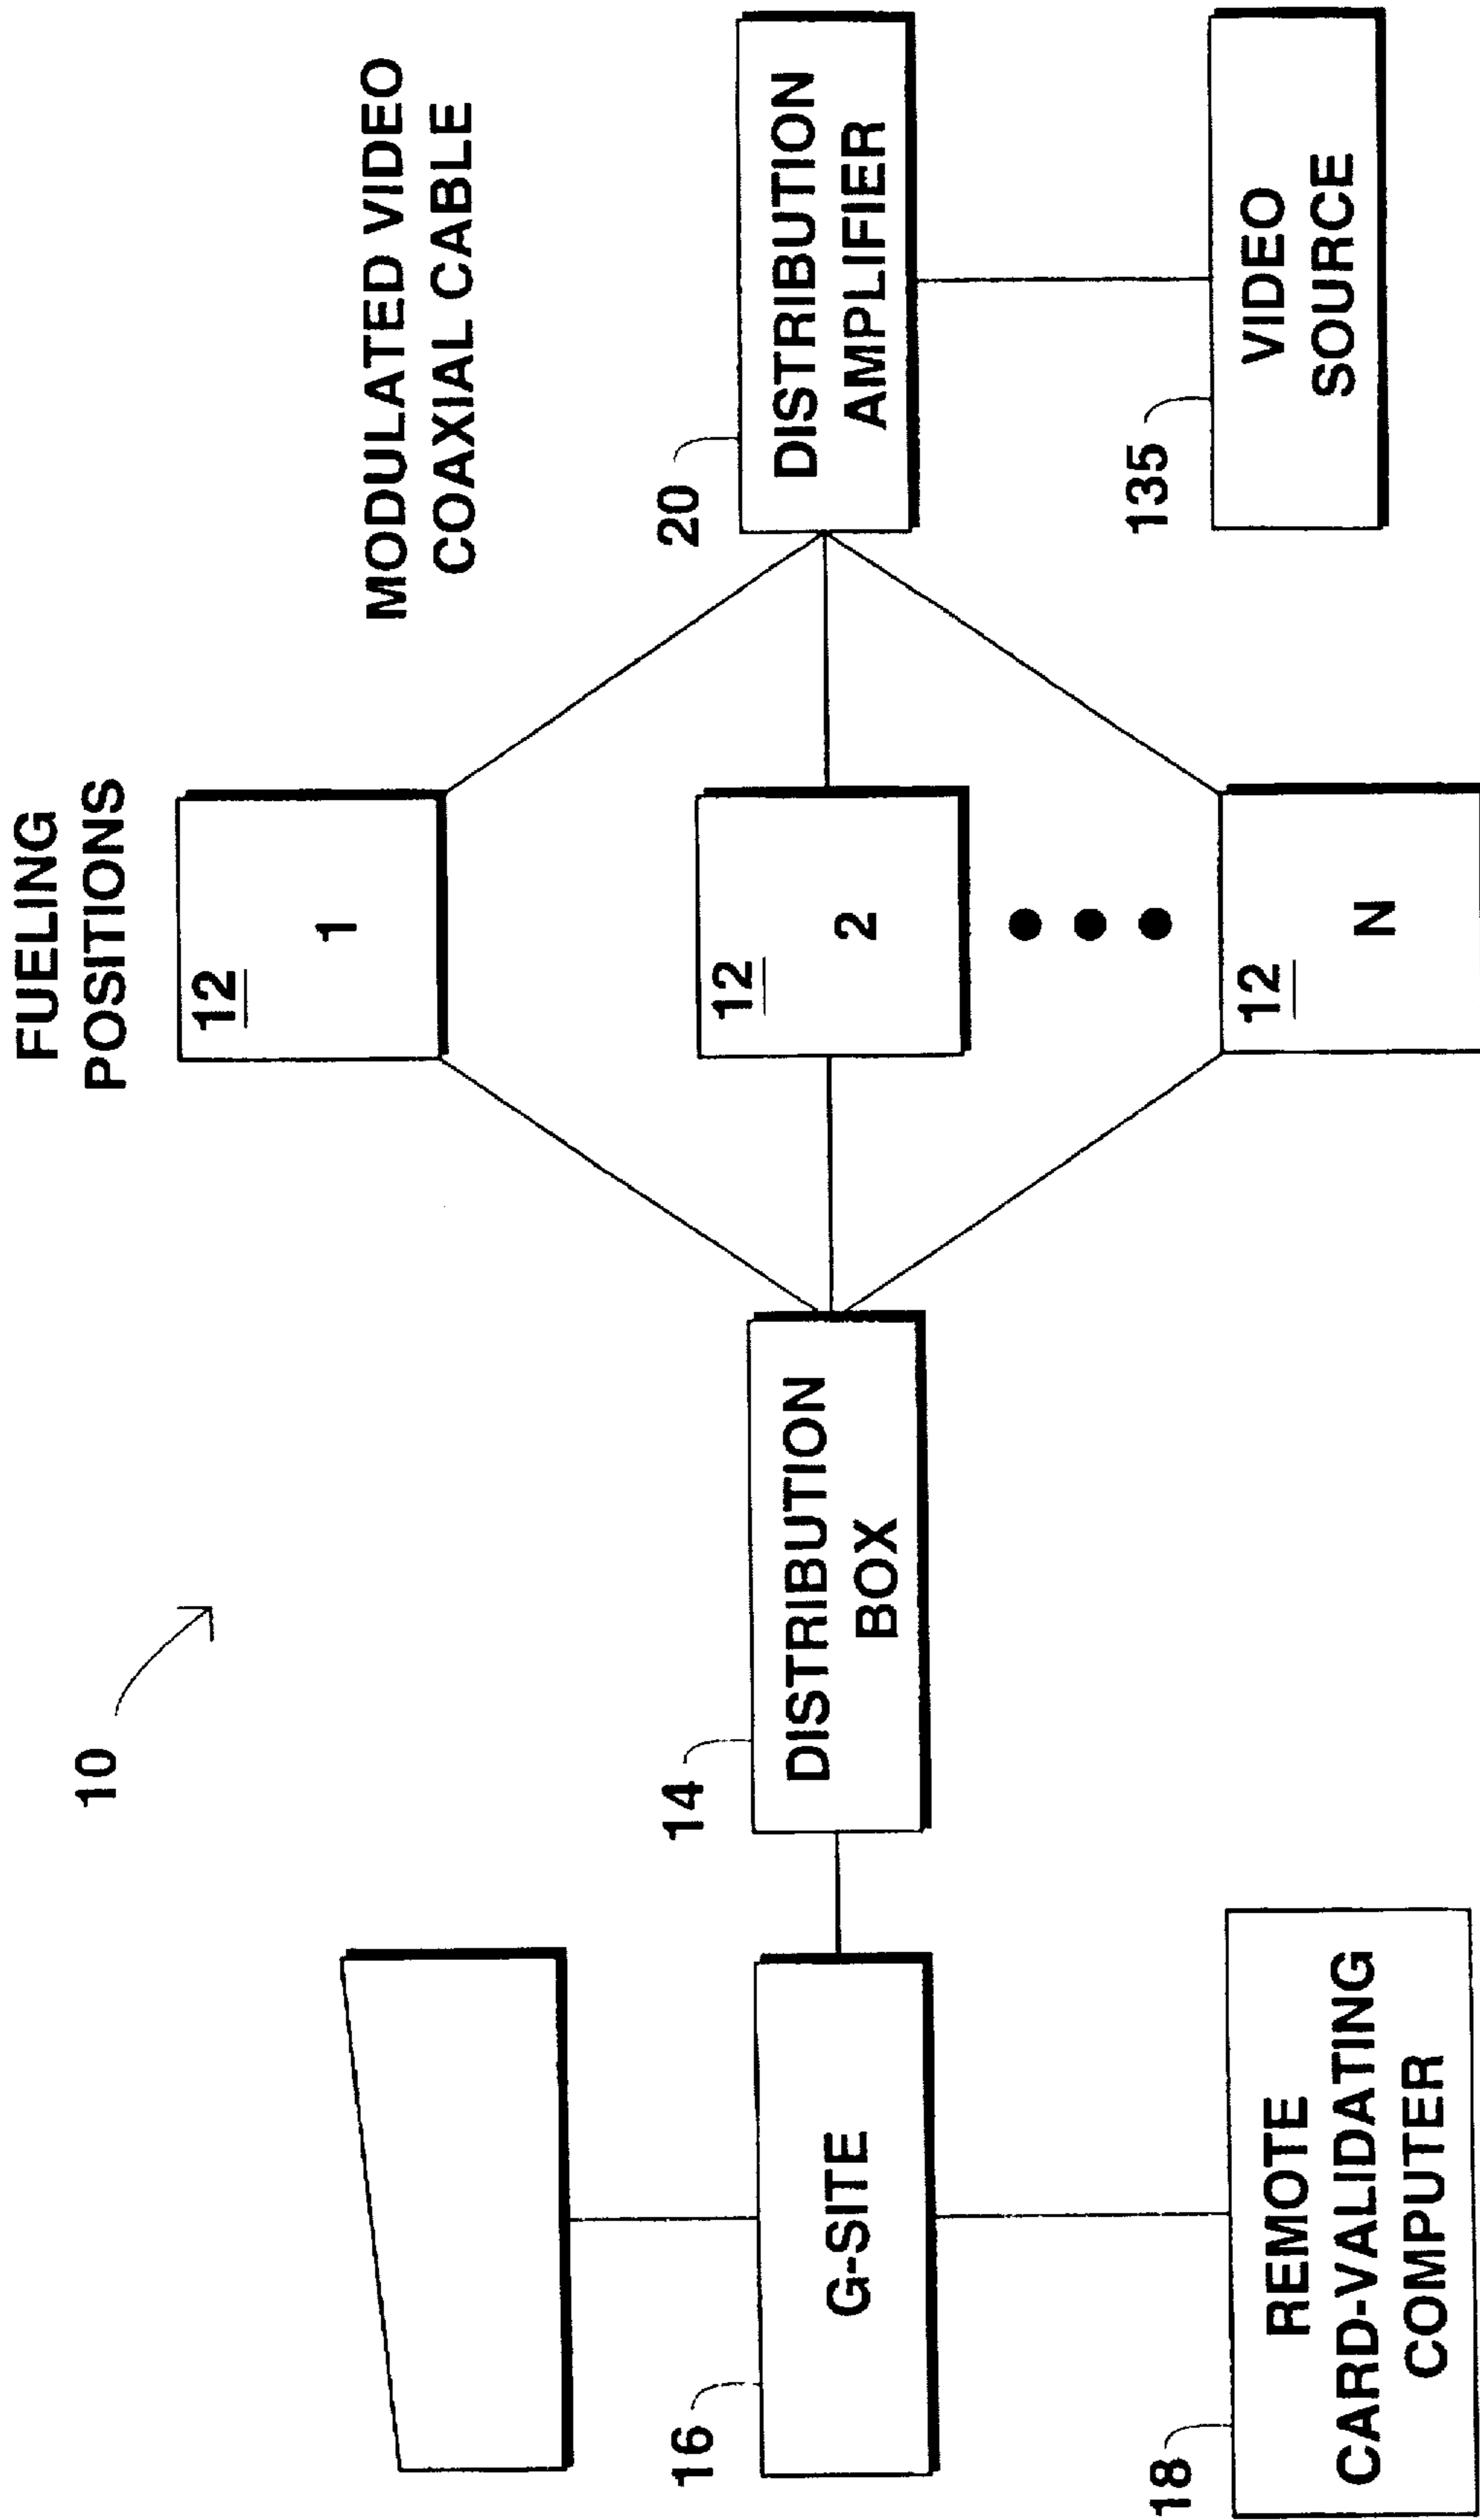 10
FUELING
POSITIONS
12
1
MODULATED VIDEO
COAXIAL CABLE
16
G-SITE
14
DISTRIBUTION
BOX
12
2
20
DISTRIBUTION
AMPLIFIER
18
REMOTE
CARD-VALIDATING
COMPUTER
12
N
135
VIDEO
SOURCE